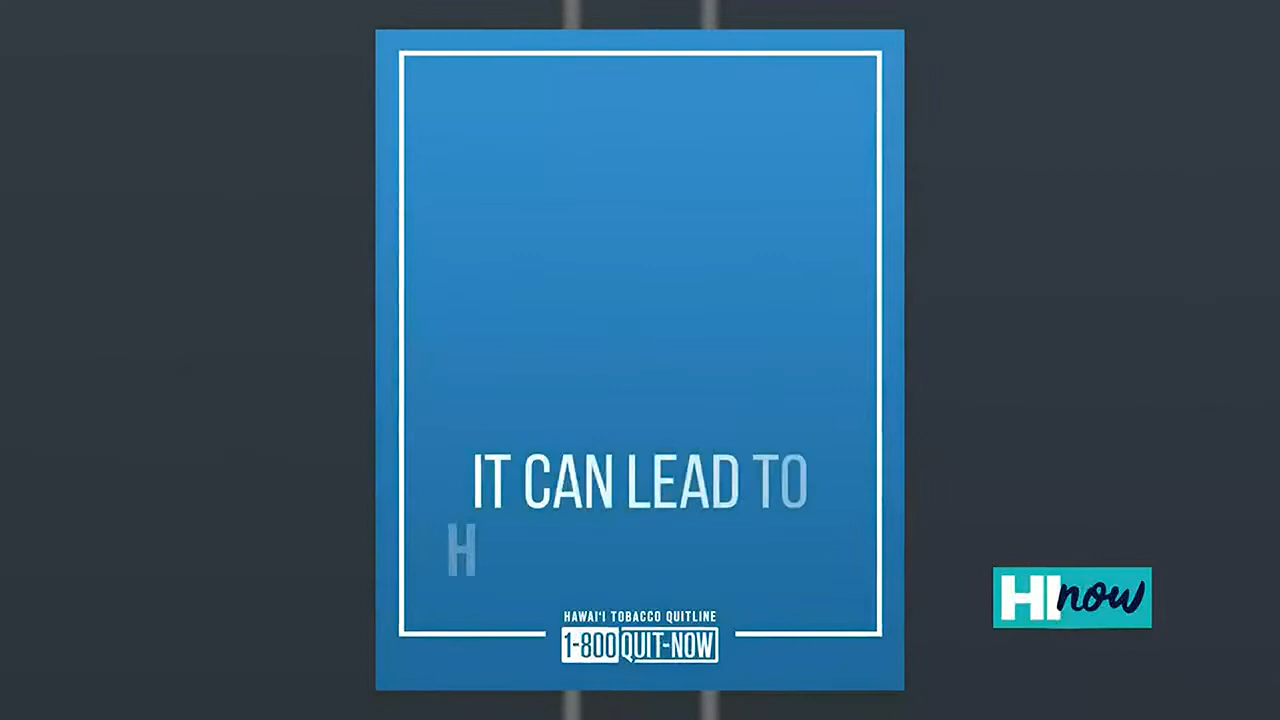 IT CAN LEAD TO
H
HAWAI'I TOBACCO QUITLINE
1-800 QUIT-NOW
HI now